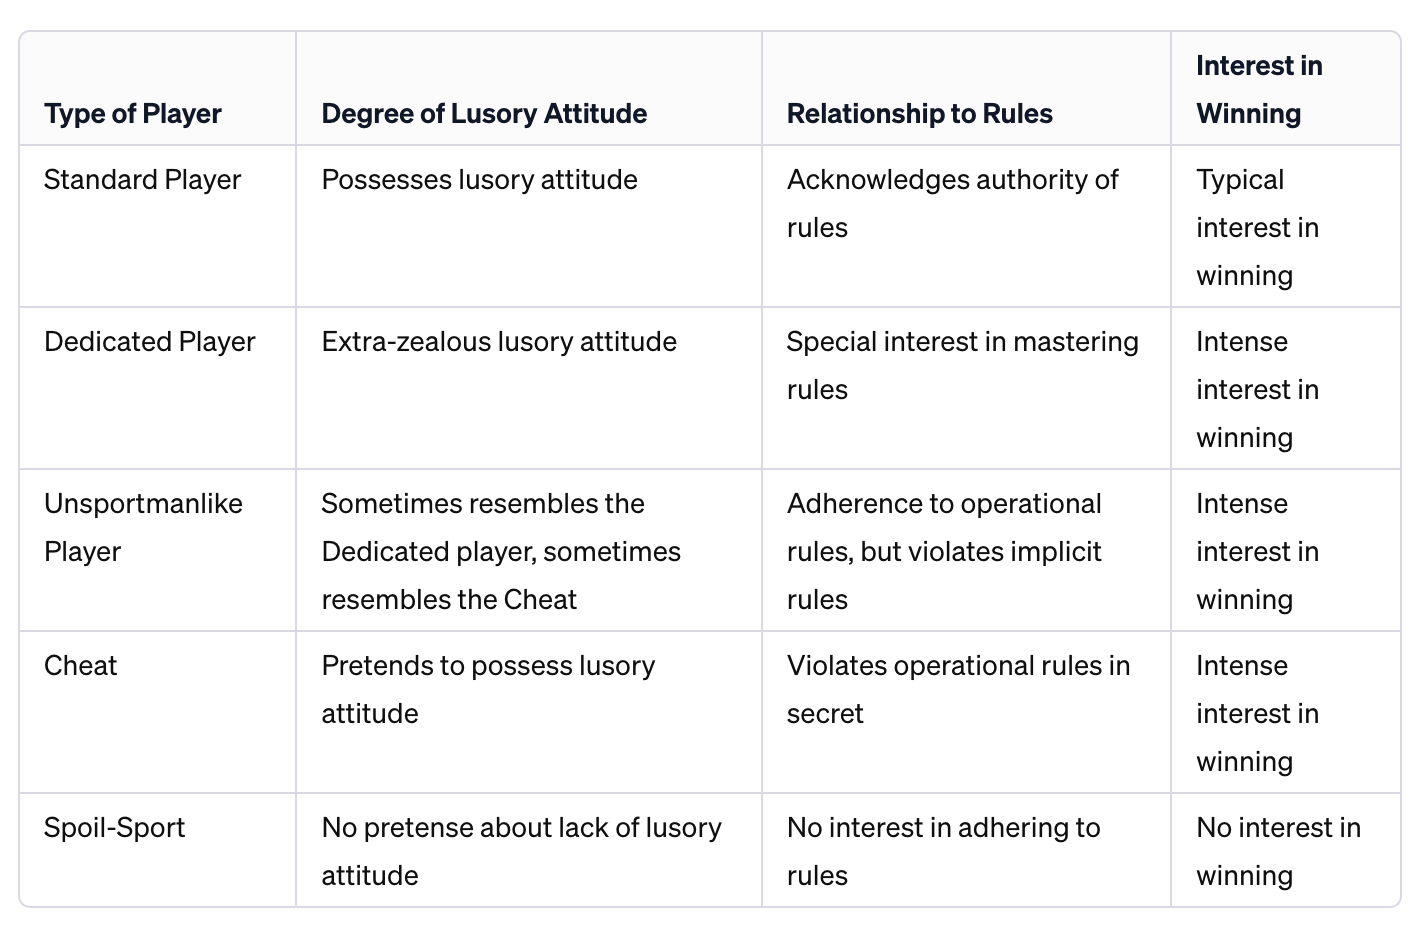 Type of Player
Degree of Lusory Attitude
Relationship to Rules
Interest in
Winning
Standard Player
Possesses lusory attitude
Acknowledges authority of
rules
Typical
interest in
winning
Dedicated Player
Extra-zealous lusory attitude
Special interest in mastering
rules
Intense
interest in
winning
Unsportmanlike
Player
Sometimes resembles the
Dedicated player, sometimes
resembles the Cheat
Adherence to operational
rules, but violates implicit
rules
Intense
interest in
winning
Cheat
Pretends to possess lusory
attitude
Violates operational rules in
secret
Intense
interest in
winning
Spoil-Sport
No pretense about lack of lusory
attitude
No interest in adhering to
rules
No interest in
winning